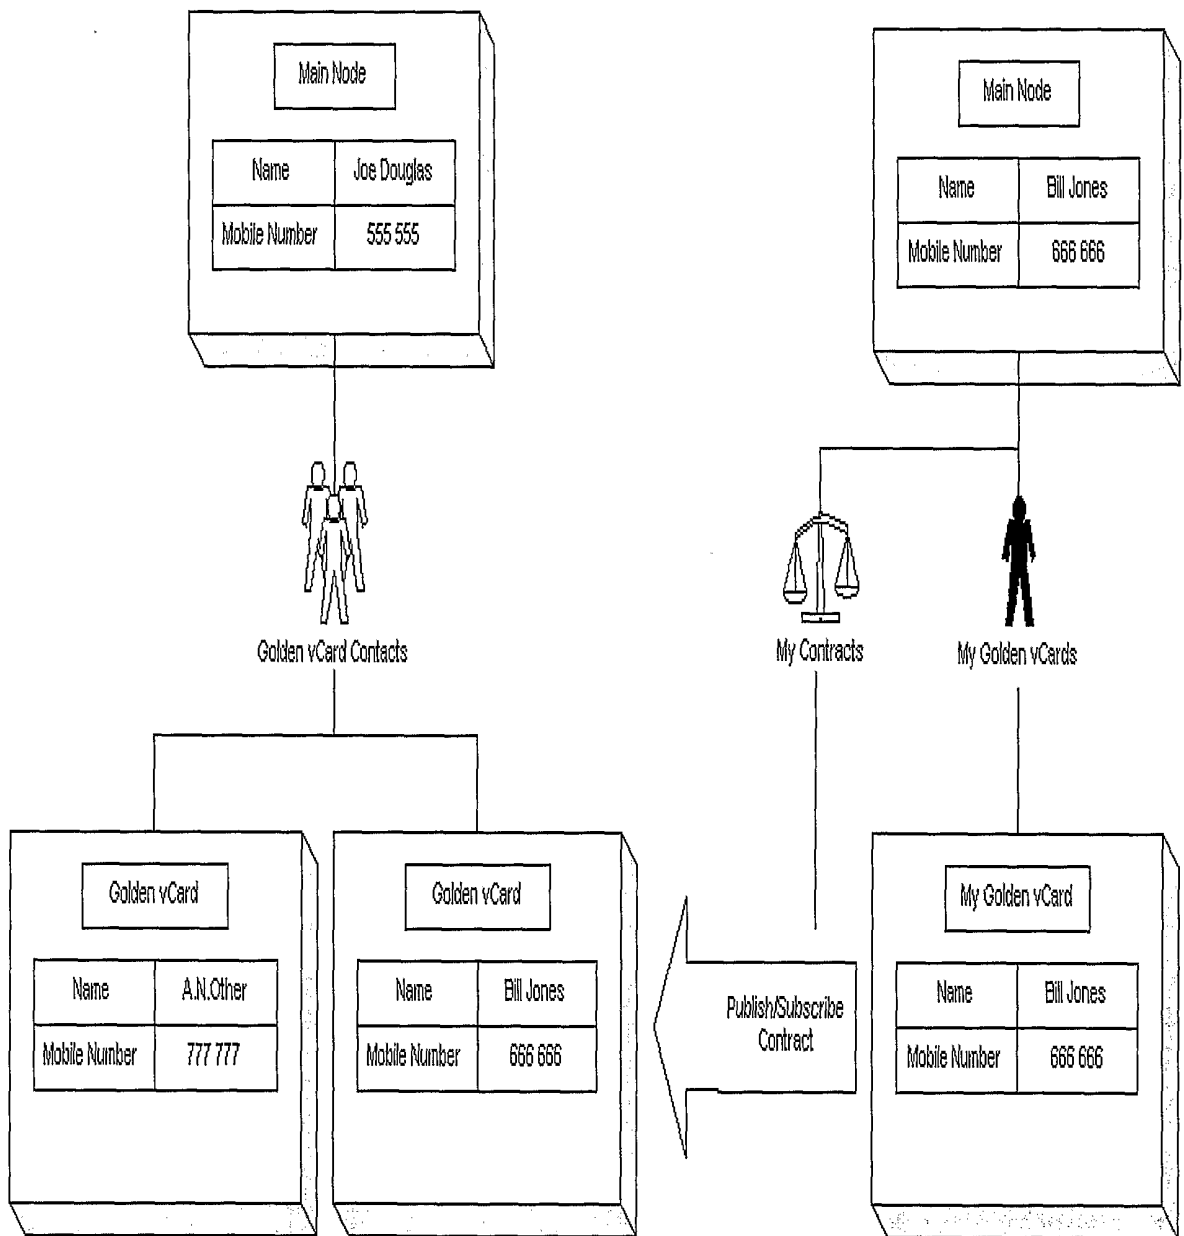 Main Node
Name Joe Douglas
Mobile Number 555 555
Main Node
Name Bill Jones
Mobile Number 666 666
Golden vCard Contacts
My Contracts
My Golden vCards
Golden vCard
Name A.N.Other
Mobile Number 777 777
Golden vCard
Name Bill Jones
Mobile Number 666 666
Publish/Subscribe
Contract
My Golden vCard
Name Bill Jones
Mobile Number 666 666